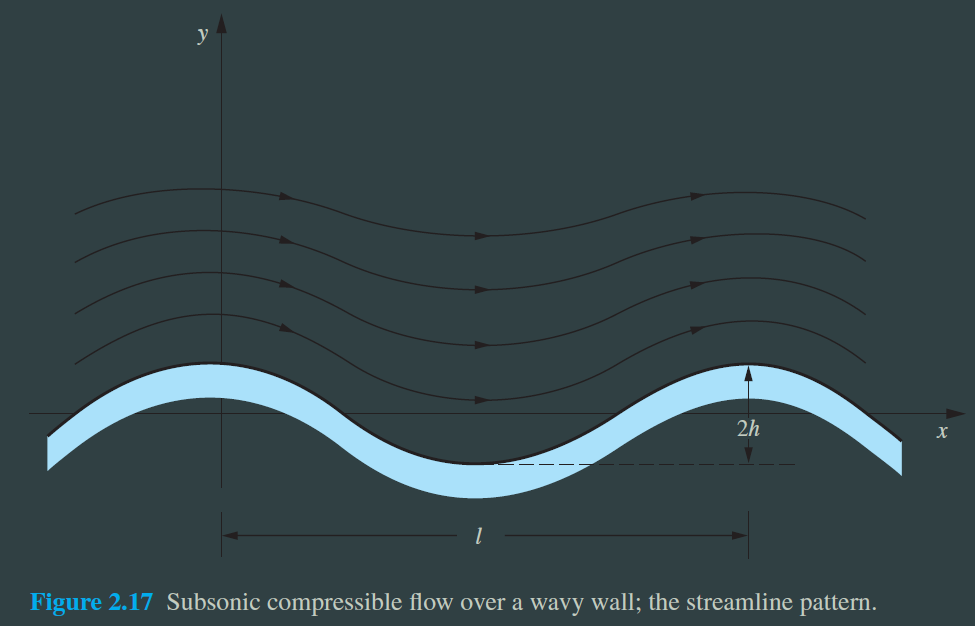 y
x
2h
l
Figure 2.17 Subsonic compressible flow over a wavy wall; the streamline pattern.